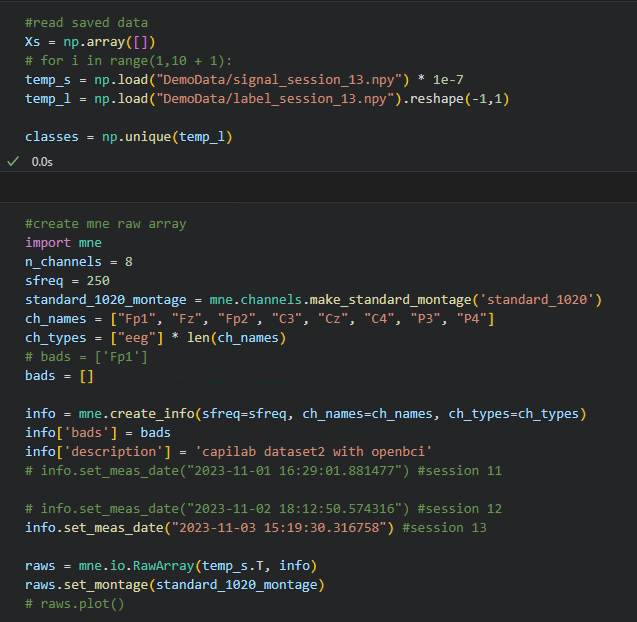 #read saved data
Xs = np.array([])
# for i in range(1,10 + 1):
temp_s = np.load("DemoData/signal_session_13.npy") * 1e-7
temp_l = np.load("DemoData/label_session_13.npy").reshape(-1,1)
classes = np.unique(temp_l)
0.0s
#create mne raw array
import mne
n_channels = 8
sfreq = 250
standard_1020_montage = mne.channels.make_standard_montage('standard_1020')
ch_names = ["Fp1", "Fz", "Fp2", "C3", "Cz", "C4", "P3", "P4"]
ch_types = ["eeg"] * len(ch_names)
# bads = ['Fp1']
bads = []
info = mne.create_info(sfreq=sfreq, ch_names=ch_names, ch_types=ch_types)
info['bads'] = bads
info['description'] = 'capilab dataset2 with openbci'
# info.set_meas_date("2023-11-01 16:29:01.881477") #session 11
# info.set_meas_date("2023-11-02 18:12:50.574316") #session 12
info.set_meas_date("2023-11-03 15:19:30.316758") #session 13
raws = mne.io.RawArray(temp_s.T, info)
raws.set_montage(standard_1020_montage)
# raws.plot()